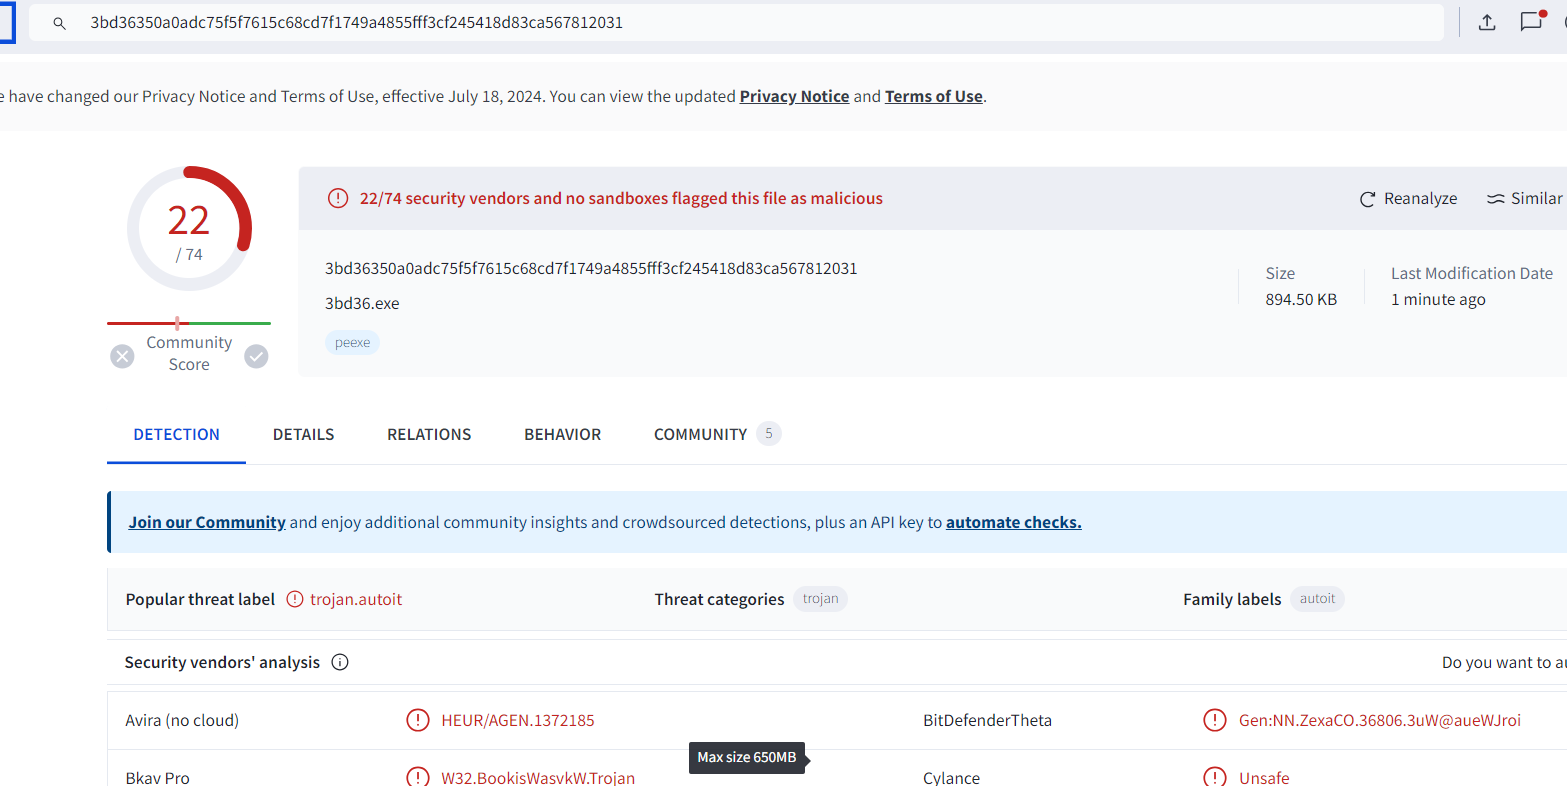 3bd36350a0adc75f5f7615c68cd7f1749a4855fff3cf245418d83ca567812031
e have changed our Privacy Notice and Terms of Use, effective July 18, 2024. You can view the updated Privacy Notice and Terms of Use.
22
/ 74
Community
Score
22/74 security vendors and no sandboxes flagged this file as malicious
Reanalyze
Similar
3bd36350a0adc75f5f7615c68cd7f1749a4855fff3cf245418d83ca567812031
3bd36.exe
peexe
Size
894.50 KB
Last Modification Date
1 minute ago
DETECTION
DETAILS
RELATIONS
BEHAVIOR
COMMUNITY 5
Join our Community and enjoy additional community insights and crowdsourced detections, plus an API key to automate checks.
Popular threat label trojan.autoit
Threat categories trojan
Family labels autoit
Security vendors' analysis
Do you want to au
Avira (no cloud) HEUR/AGEN.1372185
BitDefenderTheta Gen:NN.ZexaCO.36806.3uW@aueWJroi
Max size 650MB
Bkav Pro W32.BookisWasvkW.Trojan
Cylance Unsafe